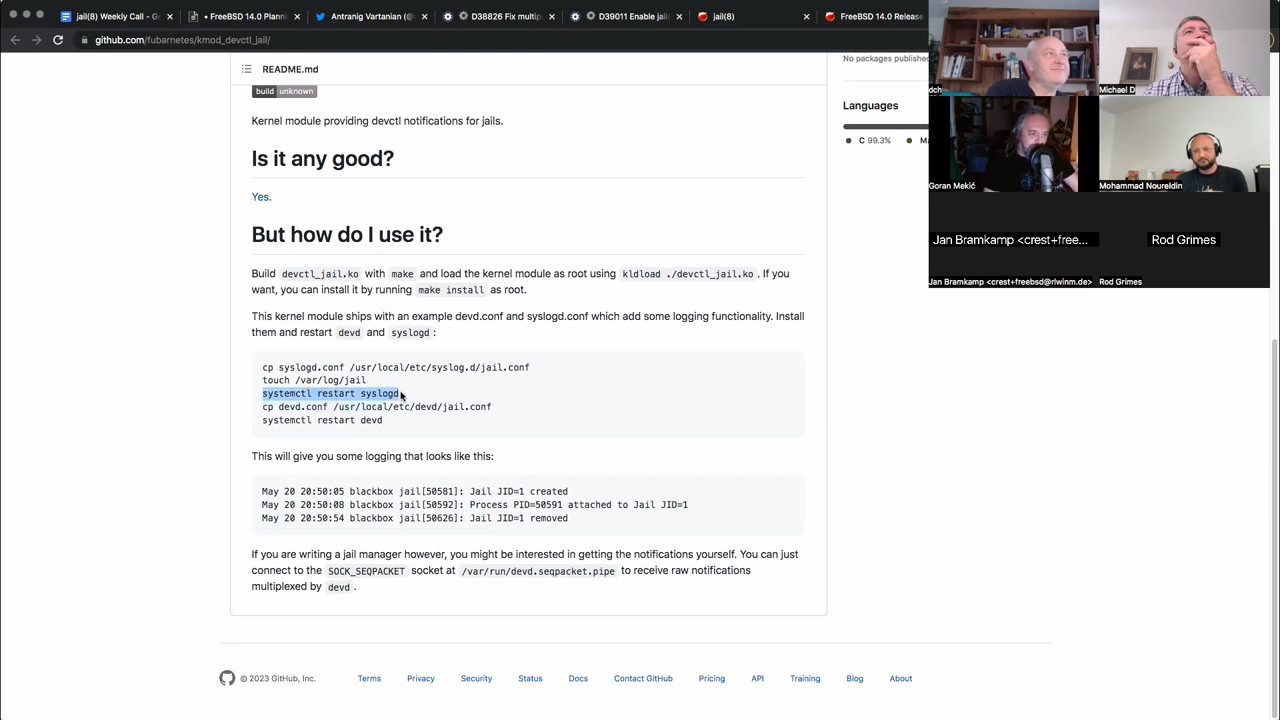 jail(8) Weekly Call - G
• FreeBSD 14.0 Planni
Antranig Vartanian (@
D38826 Fix multip
D39011 Enable jail
jail(8)
FreeBSD 14.0 Release
github.com/fubarnetes/kmod_devctl_jail/
README.md
build unknown
Kernel module providing devctl notifications for jails.
Is it any good?
Yes.
But how do I use it?
Build devctl_jail.ko with make and load the kernel module as root using kldload ./devctl_jail.ko . If you
want, you can install it by running make install as root.
This kernel module ships with an example devd.conf and syslogd.conf which add some logging functionality. Install
them and restart devd and syslogd :
cp syslogd.conf /usr/local/etc/syslog.d/jail.conf
touch /var/log/jail
systemctl restart syslogd
cp devd.conf /usr/local/etc/devd/jail.conf
systemctl restart devd
This will give you some logging that looks like this:
May 20 20:50:05 blackbox jail[50581]: Jail JID=1 created
May 20 20:50:08 blackbox jail[50592]: Process PID=50591 attached to Jail JID=1
May 20 20:50:54 blackbox jail[50626]: Jail JID=1 removed
If you are writing a jail manager however, you might be interested in getting the notifications yourself. You can just
connect to the SOCK_SEQPACKET socket at /var/run/devd.seqpacket.pipe to receive raw notifications
multiplexed by devd .
No packages published
Languages
C 99.3%
Ma
dch
Michael D
Goran Mekić
Mohammad Noureldin
Jan Bramkamp <crest+free...
Rod Grimes
Jan Bramkamp <crest+freebsd@rlwinm.de>
Rod Grimes
© 2023 GitHub, Inc.
Terms
Privacy
Security
Status
Docs
Contact GitHub
Pricing
API
Training
Blog
About